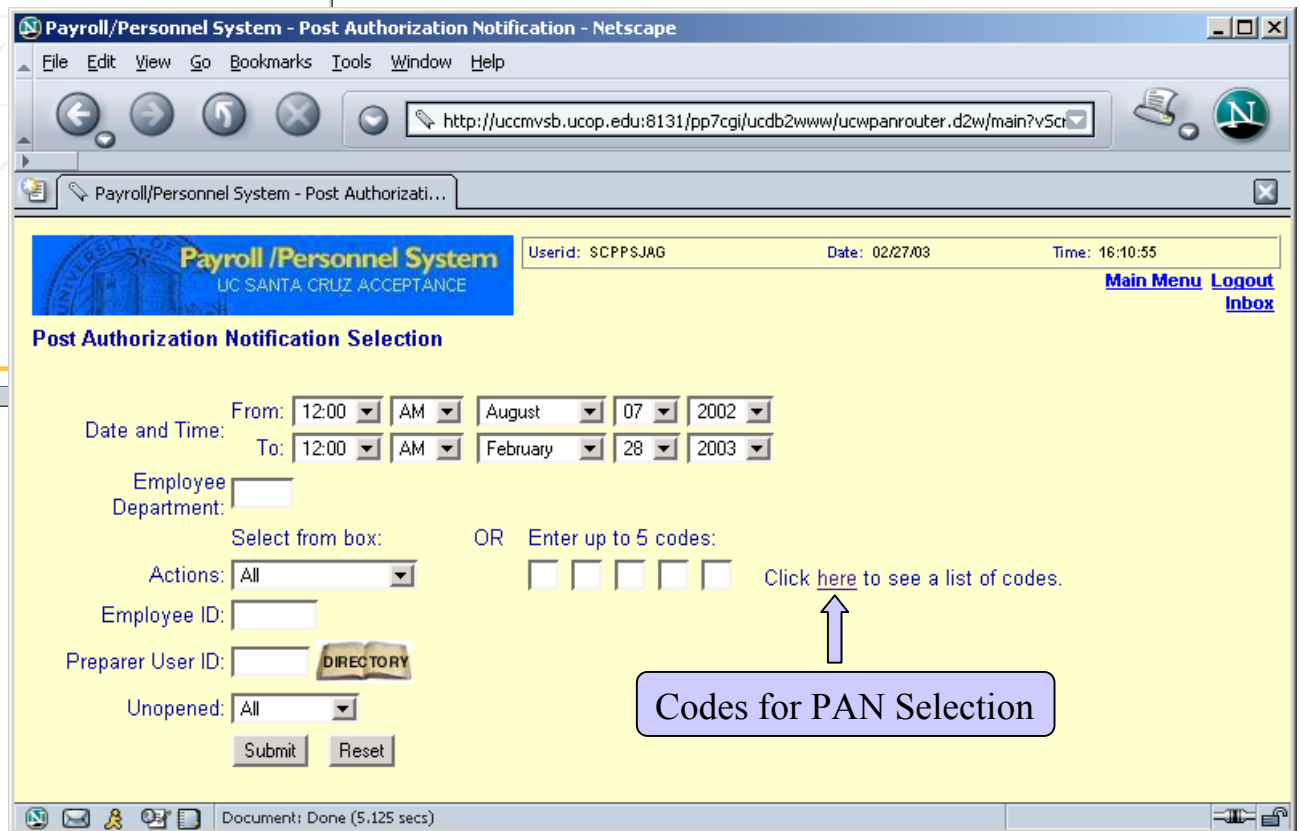 Payroll/Personnel System - Post Authorization Notification - Netscape
File Edit View Go Bookmarks Tools Window Help
http://uccmvsb.ucop.edu:8131/pp7cgi/ucdb2www/ucwpanrouter.d2w/main?vScr
N
Payroll/Personnel System - Post Authorizati...
Payroll /Personnel System
UC SANTA CRUZ ACCEPTANCE
Userid: SCPPSJAG Date: 02/27/03 Time: 16:10:55
Main Menu Logout
Inbox
Post Authorization Notification Selection
Date and Time:
From: 12:00 AM August 07 2002
To: 12:00 AM February 28 2003
Employee
Department:
Select from box: OR Enter up to 5 codes:
Actions: All Click here to see a list of codes.
Employee ID:
Preparer User ID: DIRECTORY
Unopened: All
Codes for PAN Selection
Submit Reset
Document: Done (5.125 secs)